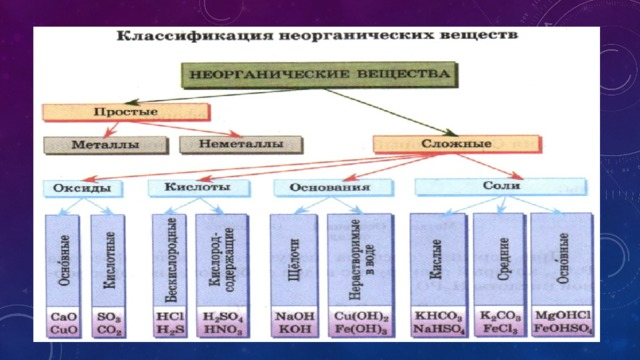 Классификация неорганических веществ
НЕОРГАНИЧЕСКИЕ ВЕЩЕСТВА
Простые
Металлы
Неметаллы
Сложные
Оксиды
Кислоты
Основания
Соли
Оснóвные
Кислотные
Бескислородные
Кислород-
содержащие
Щёлочи
Нерастворимые
в воде
Кислые
Средние
Основные
CaO
CuO
SO₃
CO₂
HCl
H₂S
H₂SO₄
HNO₃
NaOH
KOH
Cu(OH)₂
Fe(OH)₃
KHCO₃
NaHSO₄
K₂CO₃
FeCl₃
MgOHCl
FeOHSO₄